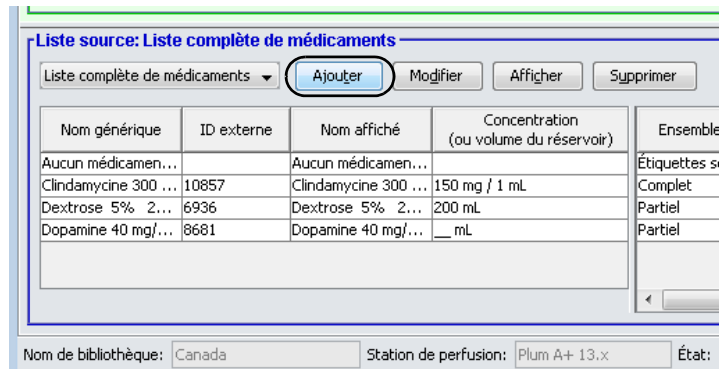 Liste source: Liste complète de médicaments
Liste complète de médicaments Ajouter Modifier Afficher Supprimer
Nom générique ID externe Nom affiché Concentration (ou volume du réservoir) Ensemble
Aucun médicamen... Aucun médicamen... Étiquettes s
Clindamycine 300 ... 10857 Clindamycine 300 ... 150 mg / 1 mL Complet
Dextrose 5% 2... 6936 Dextrose 5% 2... 200 mL Partiel
Dopamine 40 mg/... 8681 Dopamine 40 mg/... __ mL Partiel
Nom de bibliothèque: Canada Station de perfusion: Plum A+ 13.x État: